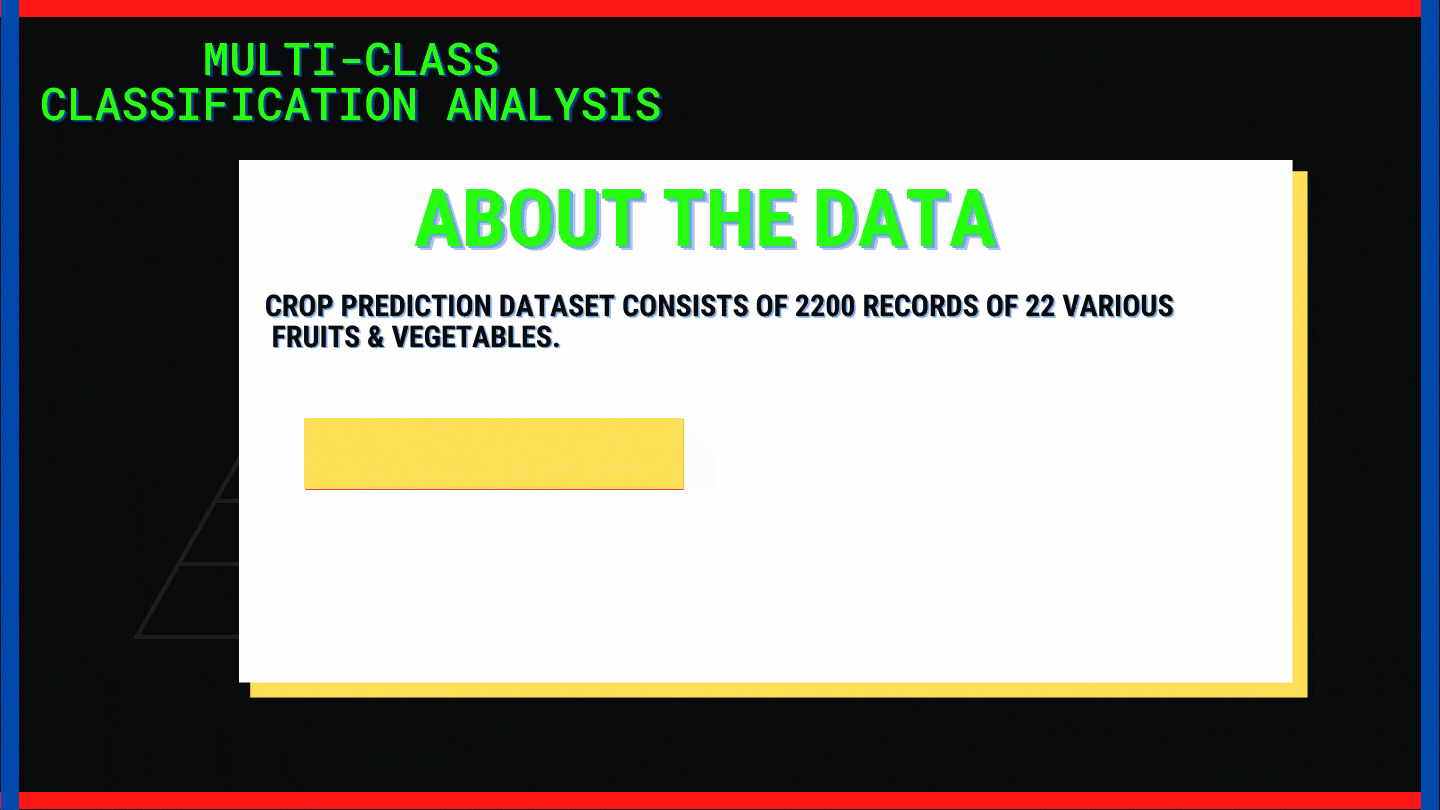 MULTI-CLASS
CLASSIFICATION ANALYSIS
ABOUT THE DATA
CROP PREDICTION DATASET CONSISTS OF 2200 RECORDS OF 22 VARIOUS
FRUITS & VEGETABLES.